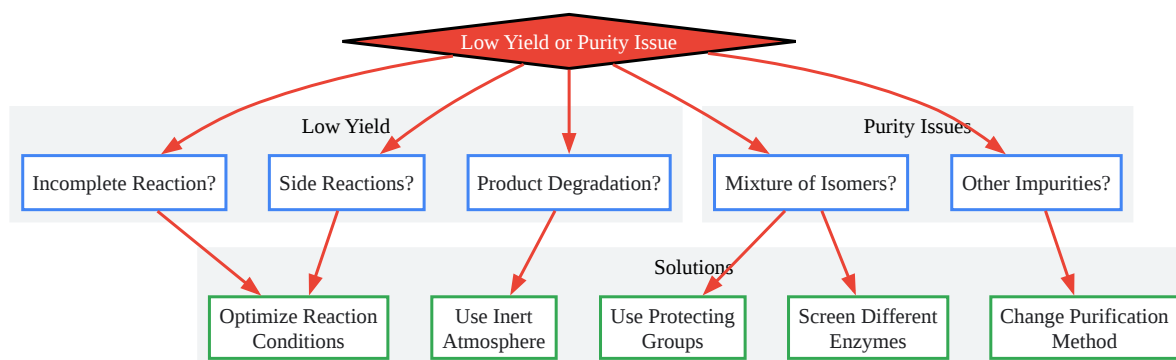 Low Yield or Purity Issue
Low Yield
Purity Issues
Incomplete Reaction?
Side Reactions?
Product Degradation?
Mixture of Isomers?
Other Impurities?
Solutions
Optimize Reaction
Conditions
Use Inert
Atmosphere
Use Protecting
Groups
Screen Different
Enzymes
Change Purification
Method